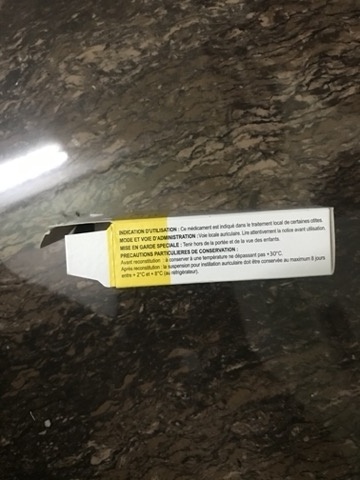 INDICATION D'UTILISATION : Ce médicament est indiqué dans le traitement local de certaines otites.
MODE ET VOIE D'ADMINISTRATION : Voie locale auriculaire. Lire attentivement la notice avant utilisation.
MISE EN GARDE SPECIALE : Tenir hors de la portée et de la vue des enfants.
PRECAUTIONS PARTICULIERES DE CONSERVATION :
Avant reconstitution : à conserver à une température ne dépassant pas +30°C.
Après reconstitution : la suspension pour instillation auriculaire doit être conservée au maximum 8 jours
entre + 2°C et + 8°C (au réfrigérateur).